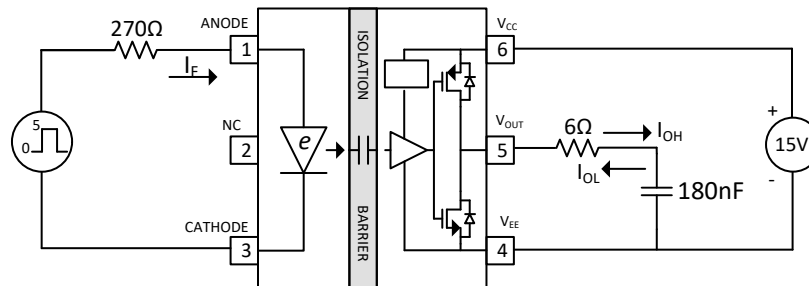 ANODE
270Ω
1
I_F
ISOLATION
V_CC
6
5
0
NC
2
e
V_OUT
5
6Ω
I_OH
I_OL
+
15V
-
180nF
CATHODE
3
BARRIER
V_EE
4